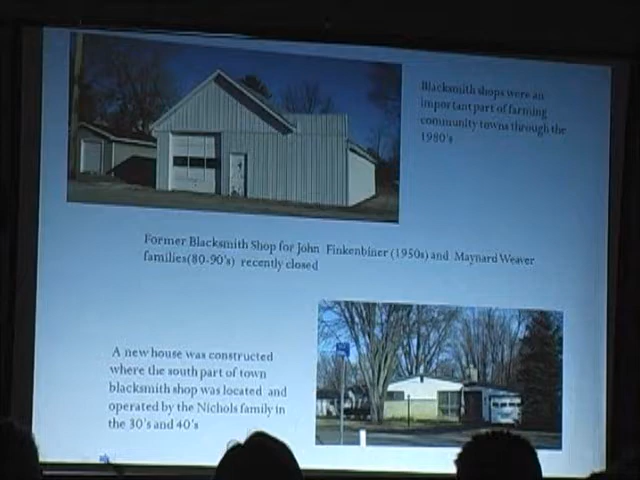 Blacksmith shops were an
important part of farming
community towns through the
1980's
Former Blacksmith Shop for John Finkenbiner (1950s) and Maynard Weaver
families(80-90's) recently closed
A new house was constructed
where the south part of town
blacksmith shop was located and
operated by the Nichols family in
the 30's and 40's